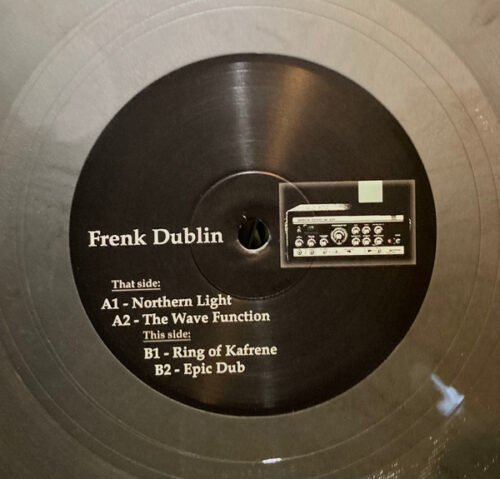 Frenk Dublin
That side:
A1 - Northern Light
A2 - The Wave Function
This side:
B1 - Ring of Kafrene
B2 - Epic Dub